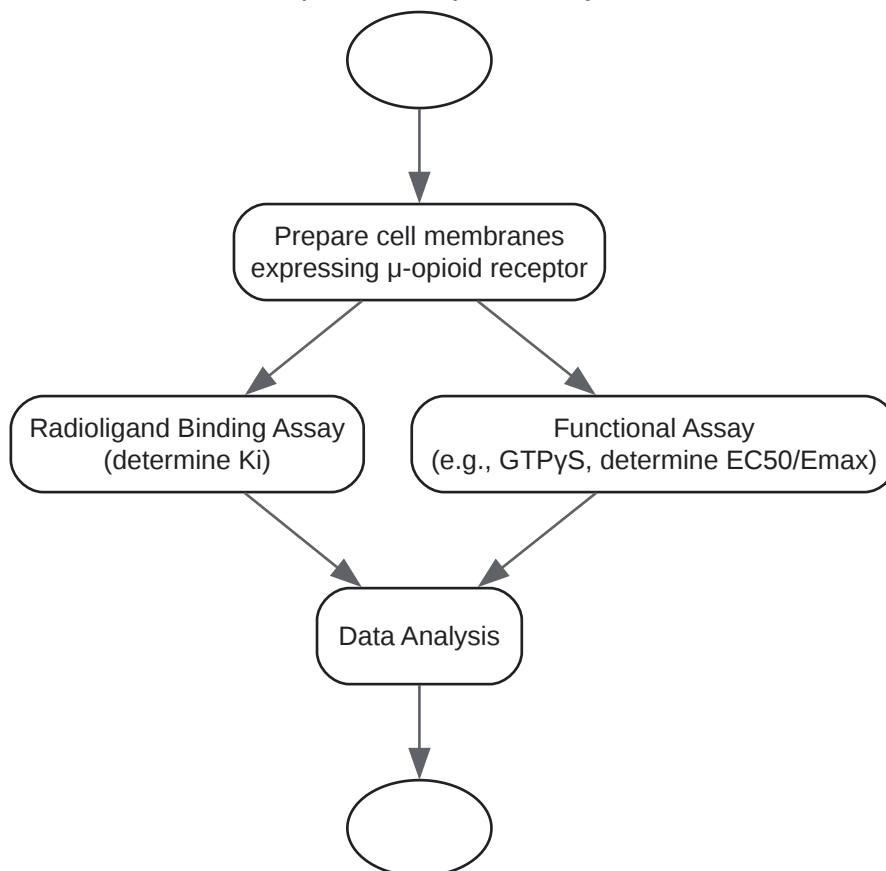 Prepare cell membranes
expressing μ-opioid receptor
Radioligand Binding Assay
(determine Ki)
Functional Assay
(e.g., GTPγS, determine EC50/Emax)
Data Analysis